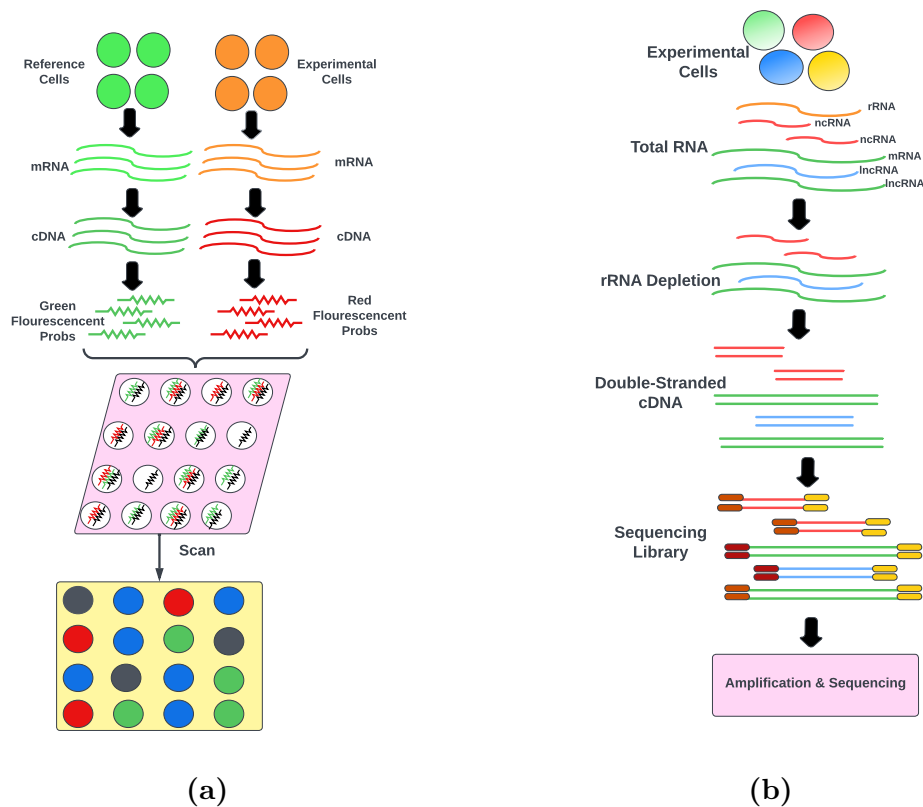 Reference
Cells
Experimental
Cells
mRNA
mRNA
cDNA
cDNA
Green
Flourescencent
Probs
Red
Flourescencent
Probs
Scan
(a)
Experimental
Cells
rRNA
ncRNA
ncRNA
Total RNA
mRNA
lncRNA
lncRNA
rRNA Depletion
Double-Stranded
cDNA
Sequencing
Library
Amplification & Sequencing
(b)